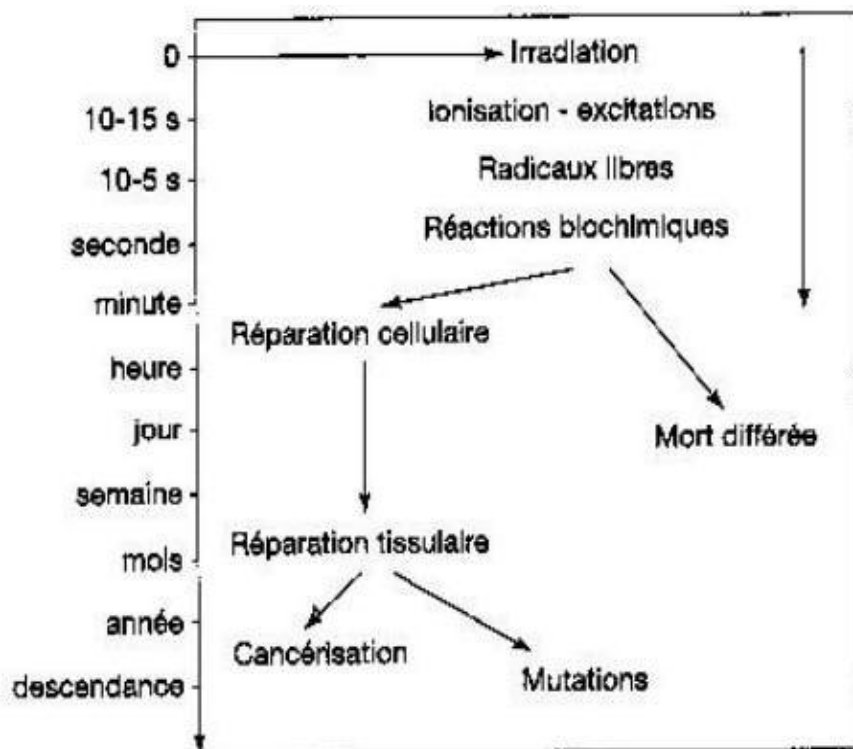 0 Irradiation
10-15 s Ionisation - excitations
10-5 s Radicaux libres
seconde Réactions biochimiques
minute
Réparation cellulaire
heure
jour Mort différée
semaine
mois Réparation tissulaire
année
Cancérisation
descendance Mutations